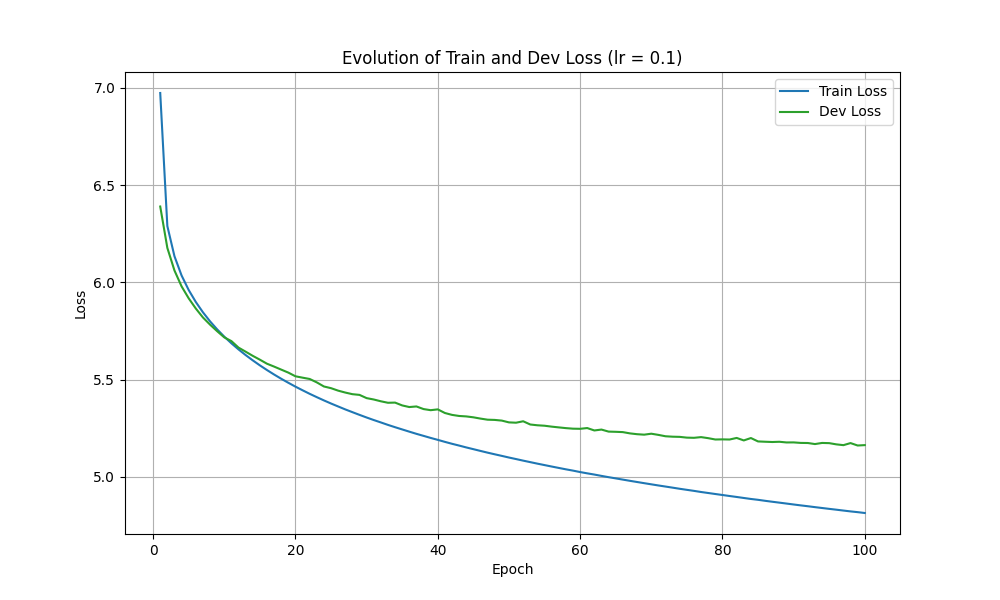 Evolution of Train and Dev Loss (lr = 0.1)
Train Loss
Dev Loss
7.0
6.5
6.0
5.5
5.0
Loss
0 20 40 60 80 100
Epoch